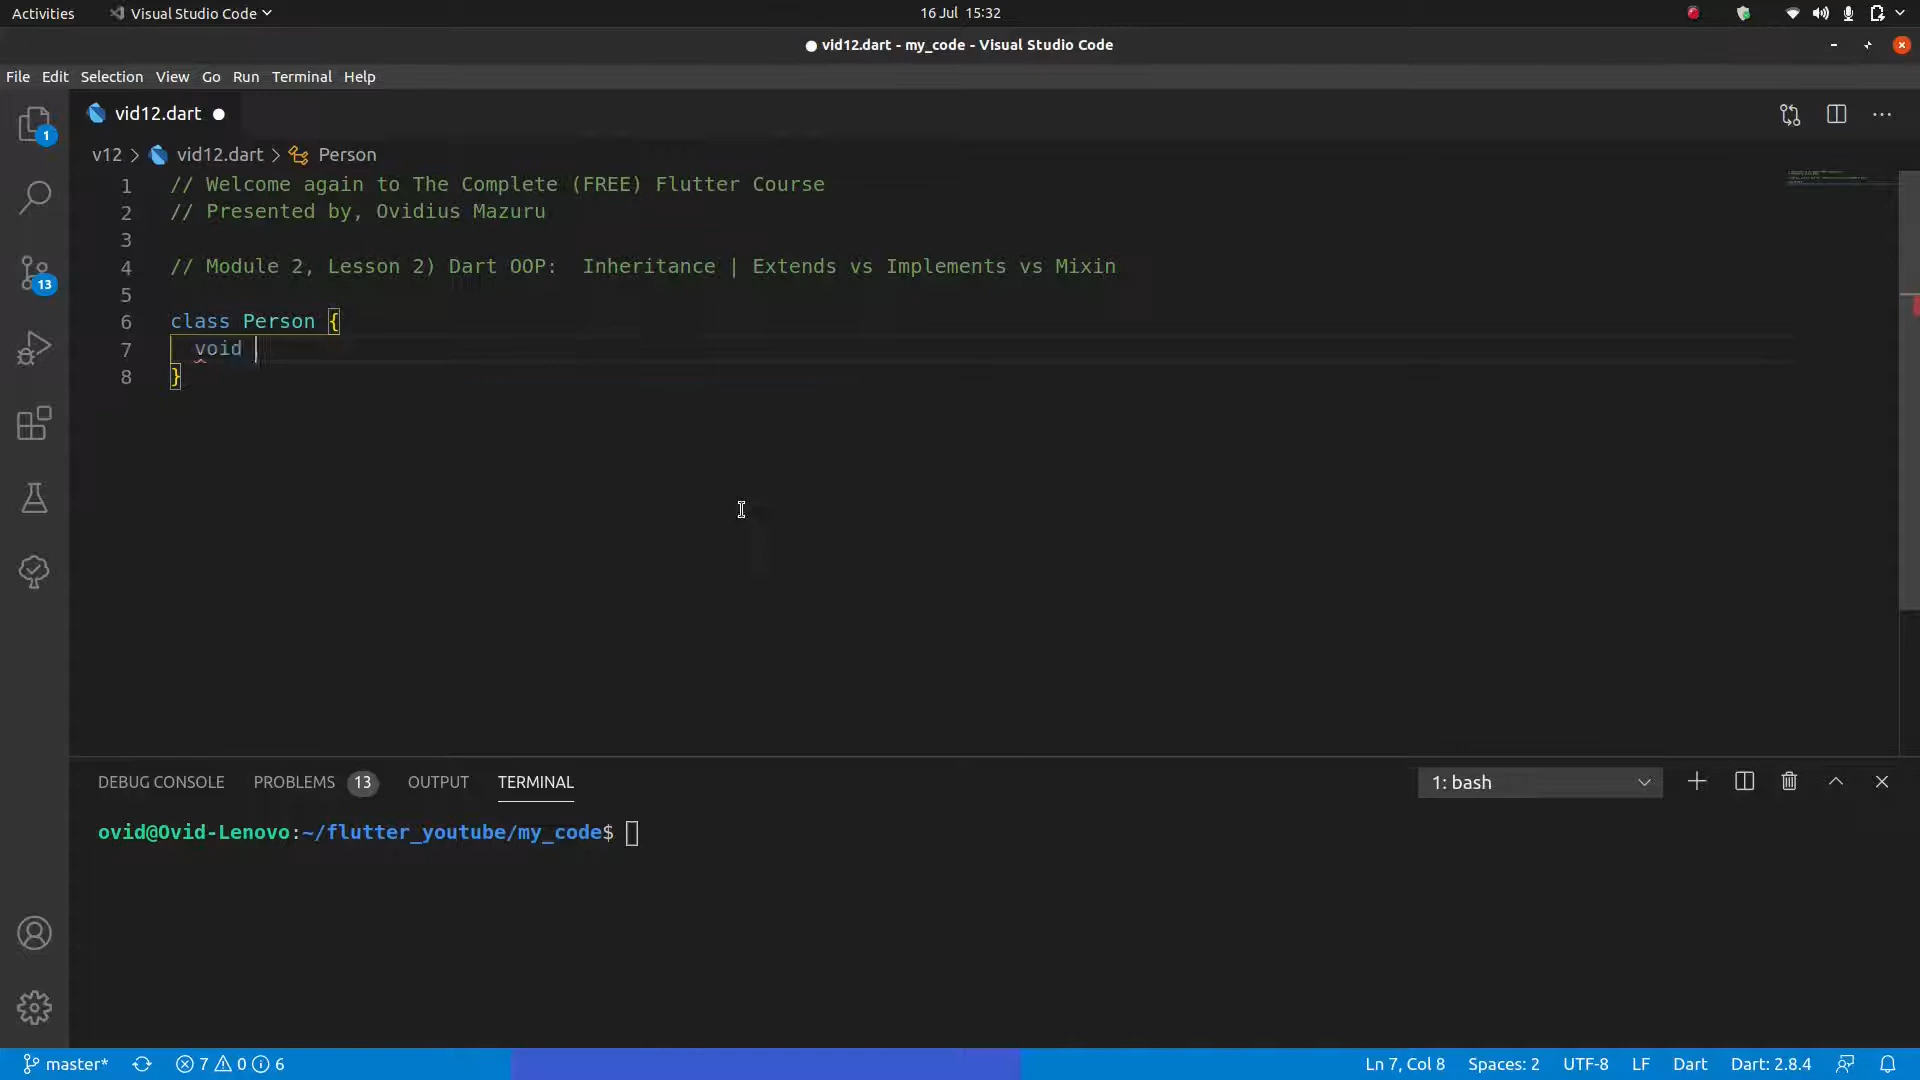 Activities
Visual Studio Code
16 Jul 15:32
vid12.dart - my_code - Visual Studio Code
File Edit Selection View Go Run Terminal Help
vid12.dart
1
v12 > vid12.dart > Person
1 // Welcome again to The Complete (FREE) Flutter Course
2 // Presented by, Ovidius Mazuru
3
4 // Module 2, Lesson 2) Dart OOP:  Inheritance | Extends vs Implements vs Mixin
13
5
6 class Person {
7 void
8 }
DEBUG CONSOLE PROBLEMS 13 OUTPUT TERMINAL 1: bash
ovid@Ovid-Lenovo:~/flutter_youtube/my_code$
master* 7 0 6 Ln 7, Col 8 Spaces: 2 UTF-8 LF Dart Dart: 2.8.4